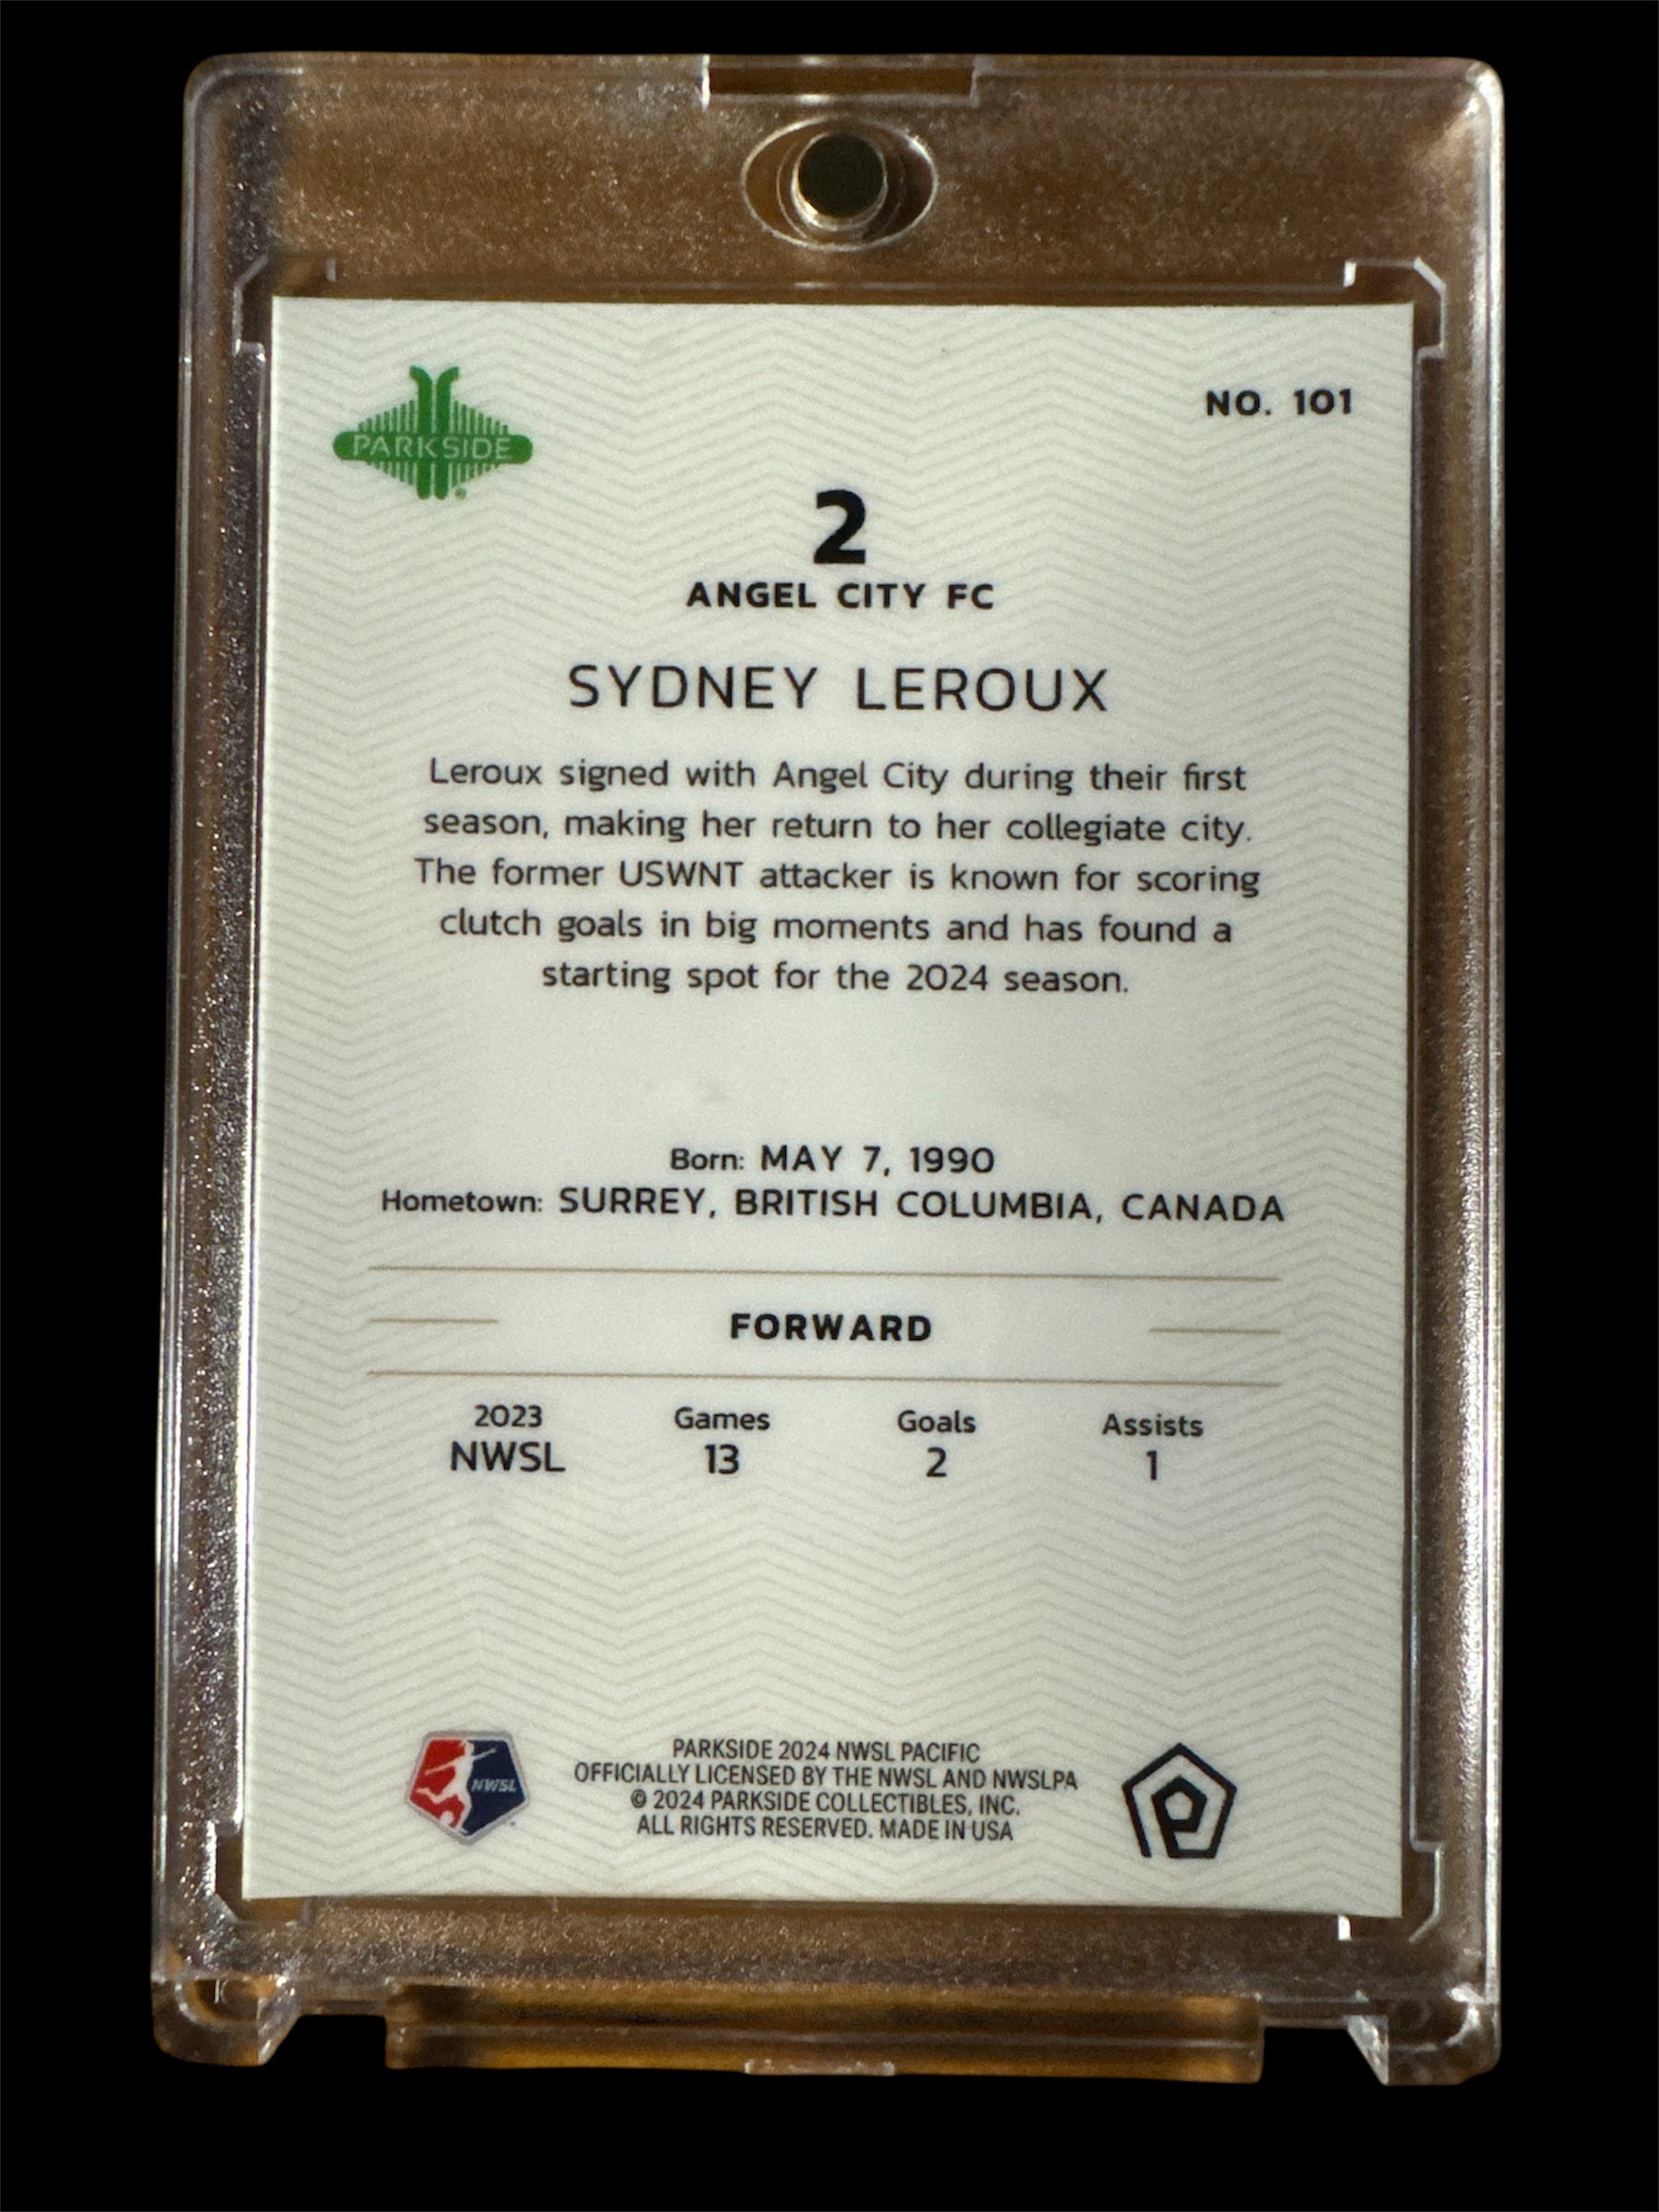 PARKSIDE
NO. 101
2
ANGEL CITY FC
SYDNEY LEROUX
Leroux signed with Angel City during their first
season, making her return to her collegiate city.
The former USWNT attacker is known for scoring
clutch goals in big moments and has found a
starting spot for the 2024 season.
Born: MAY 7, 1990
Hometown: SURREY, BRITISH COLUMBIA, CANADA
FORWARD
2023 Games Goals Assists
NWSL 13 2 1
NWSL
PARKSIDE 2024 NWSL PACIFIC
OFFICIALLY LICENSED BY THE NWSL AND NWSLPA
© 2024 PARKSIDE COLLECTIBLES, INC.
ALL RIGHTS RESERVED. MADE IN USA